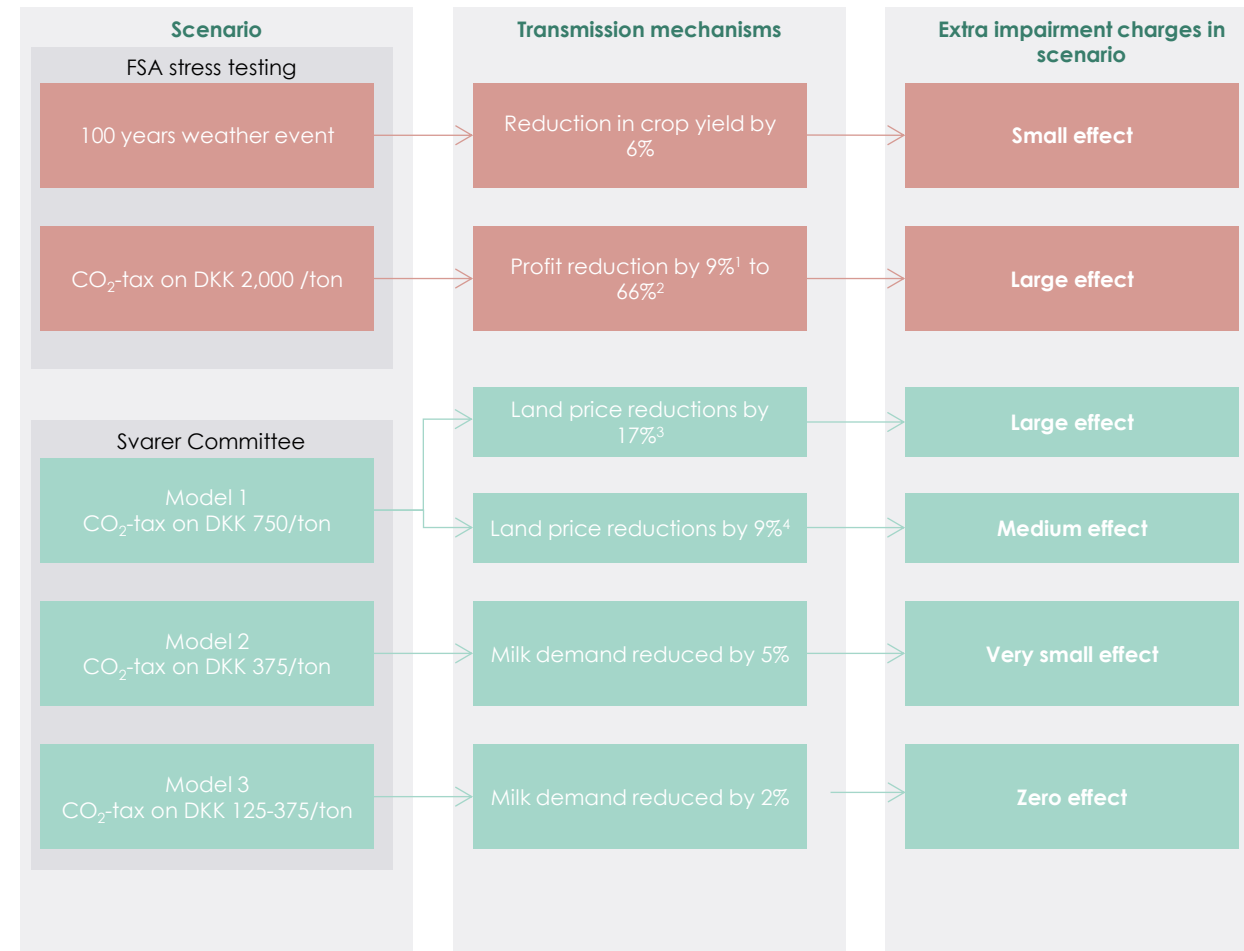 Scenario
Transmission mechanisms
Extra impairment charges in
scenario
FSA stress testing
100 years weather event
Reduction in crop yield by
6%
Small effect
CO₂-tax on DKK 2,000 /ton
Profit reduction by 9%¹ to
66%²
Large effect
Svarer Committee
Model 1
CO₂-tax on DKK 750/ton
Land price reductions by
17%³
Large effect
Land price reductions by 9%⁴
Medium effect
Model 2
CO₂-tax on DKK 375/ton
Milk demand reduced by 5%
Very small effect
Model 3
CO₂-tax on DKK 125-375/ton
Milk demand reduced by 2%
Zero effect